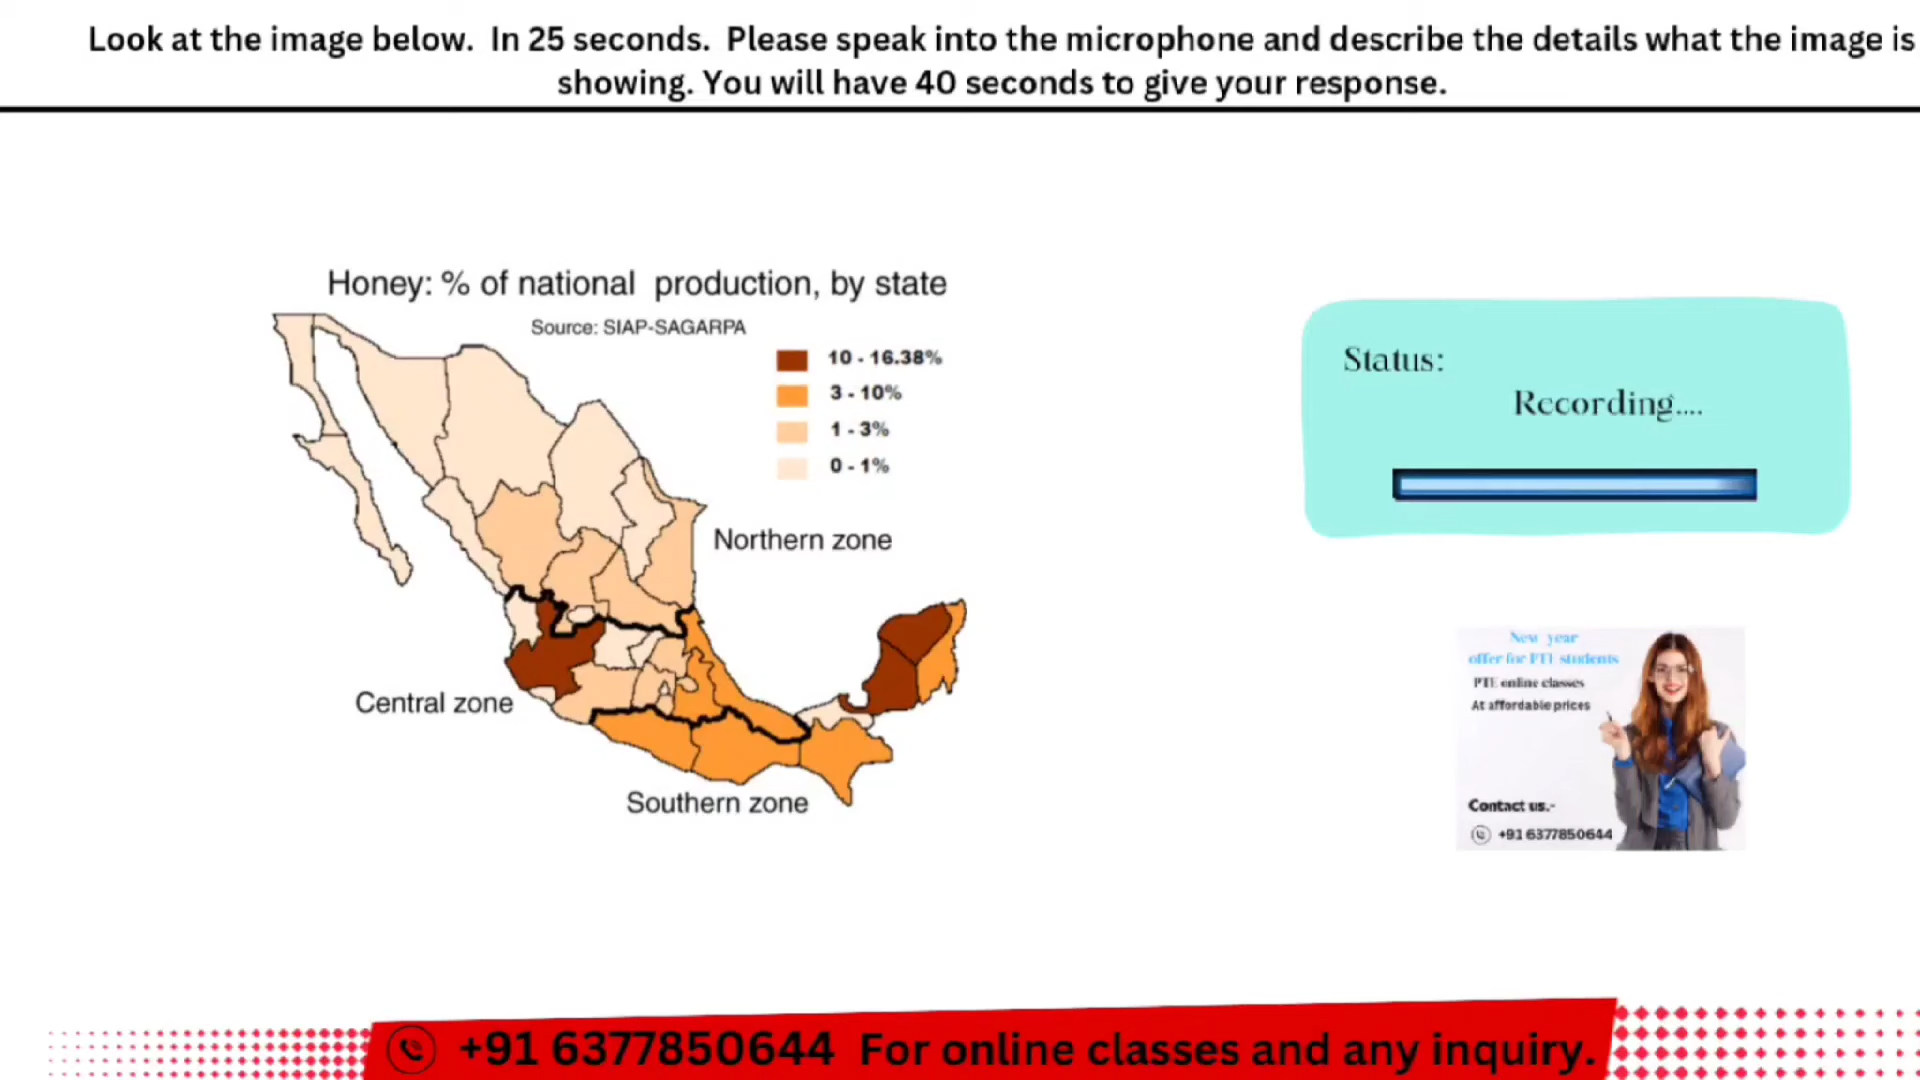 Look at the image below.  In 25 seconds.  Please speak into the microphone and describe the details what the image is
showing. You will have 40 seconds to give your response.
Honey: % of national  production, by state
Source: SIAP-SAGARPA
10 - 16.38%
3 - 10%
1 - 3%
0 - 1%
Northern zone
Central zone
Southern zone
Status:
Recording....
New year
offer for PTE students
PTE online classes
At affordable prices
Contact us.-
+91 6377850644
+91 6377850644  For online classes and any inquiry.